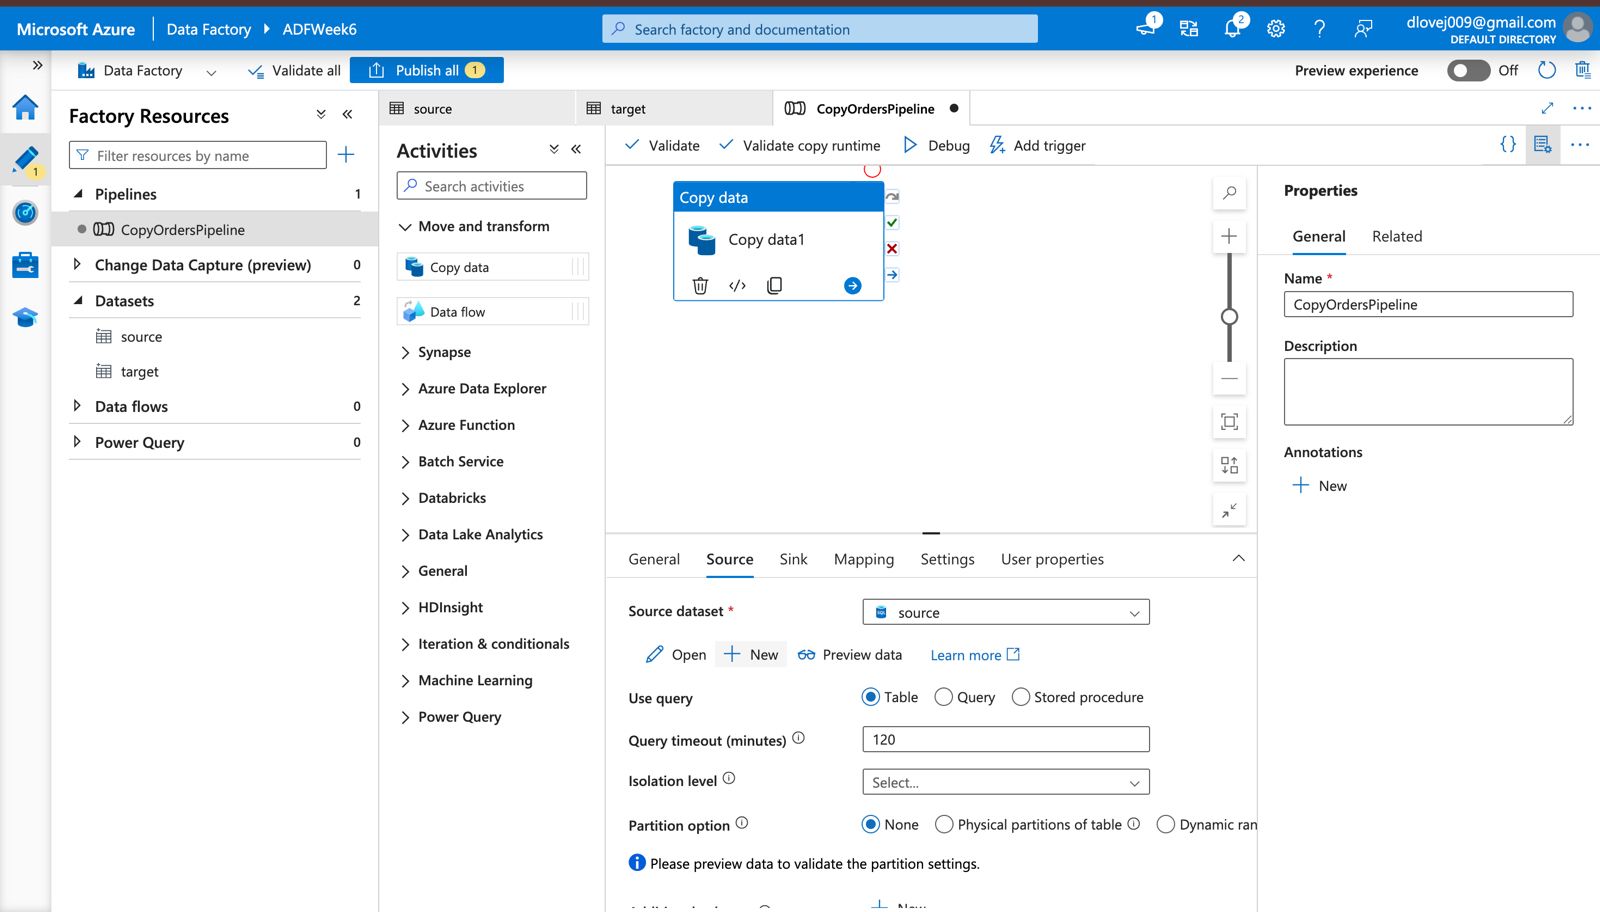 Microsoft Azure
Data Factory
ADFWeek6
Search factory and documentation
1
2
dlovej009@gmail.com
DEFAULT DIRECTORY
Data Factory
Validate all
Publish all
1
Preview experience
Off
1
Factory Resources
Filter resources by name
Pipelines
1
CopyOrdersPipeline
Change Data Capture (preview)
0
Datasets
2
source
target
Data flows
0
Power Query
0
source
target
CopyOrdersPipeline
Activities
Search activities
Move and transform
Copy data
Data flow
Synapse
Azure Data Explorer
Azure Function
Batch Service
Databricks
Data Lake Analytics
General
HDInsight
Iteration & conditionals
Machine Learning
Power Query
Validate
Validate copy runtime
Debug
Add trigger
{}
Copy data
Copy data1
</>
General
Source
Sink
Mapping
Settings
User properties
Source dataset *
source
Open
New
Preview data
Learn more
Use query
Table
Query
Stored procedure
Query timeout (minutes)
120
Isolation level
Select...
Partition option
None
Physical partitions of table
Dynamic ran
Please preview data to validate the partition settings.
Properties
General
Related
Name *
CopyOrdersPipeline
Description
Annotations
New